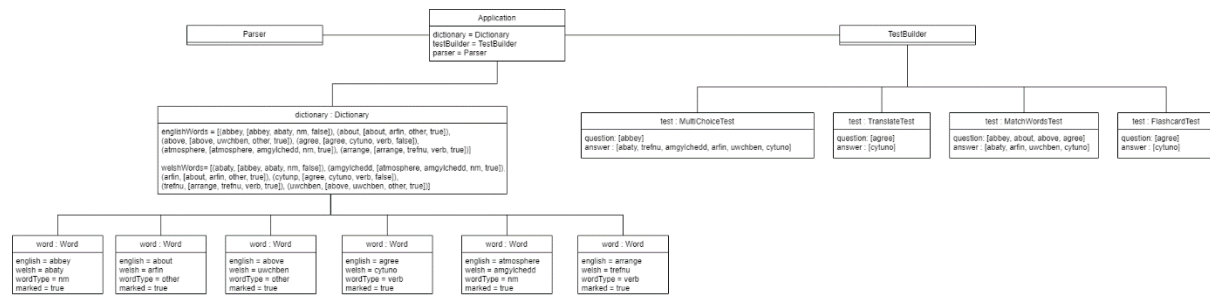 Application
dictionary = Dictionary
testBuilder = TestBuilder
parser = Parser
Parser
TestBuilder
dictionary : Dictionary
englishWords = [(abbey, [abbey, abaty, nm, false]), (about, [about, arfin, other, true]),
(above, [above, uwchben, other, true]), (agree, [agree, cytuno, verb, false]),
(atmosphere, [atmosphere, amgylchedd, nm, true]), (arrange, [arrange, trefnu, verb, true])]
welshWords= [(abaty, [abbey, abaty, nm, false]), (amgylchedd, [atmosphere, amgylchedd, nm, true]),
(arfin, [about, arfin, other, true]), (cytunp, [agree, cytuno, verb, false]),
(trefnu, [arrange, trefnu, verb, true]), (uwchben, [above, uwchben, other, true])]
test : MultiChoiceTest
question: [abbey]
answer : [abaty, trefnu, amgylchedd, arfin, uwchben, cytuno]
test : TranslateTest
question: [agree]
answer : [cytuno]
test : MatchWordsTest
question: [abbey, about, above, agree]
answer : [abaty, arfin, uwchben, cytuno]
test : FlashcardTest
question: [agree]
answer : [cytuno]
word : Word
english = abbey
welsh = abaty
wordType = nm
marked = true
word : Word
english = about
welsh = arfin
wordType = other
marked = true
word : Word
english = above
welsh = uwchben
wordType = other
marked = true
word : Word
english = agree
welsh = cytuno
wordType = verb
marked = true
word : Word
english = atmosphere
welsh = amgylchedd
wordType = nm
marked = true
word : Word
english = arrange
welsh = trefnu
wordType = verb
marked = true